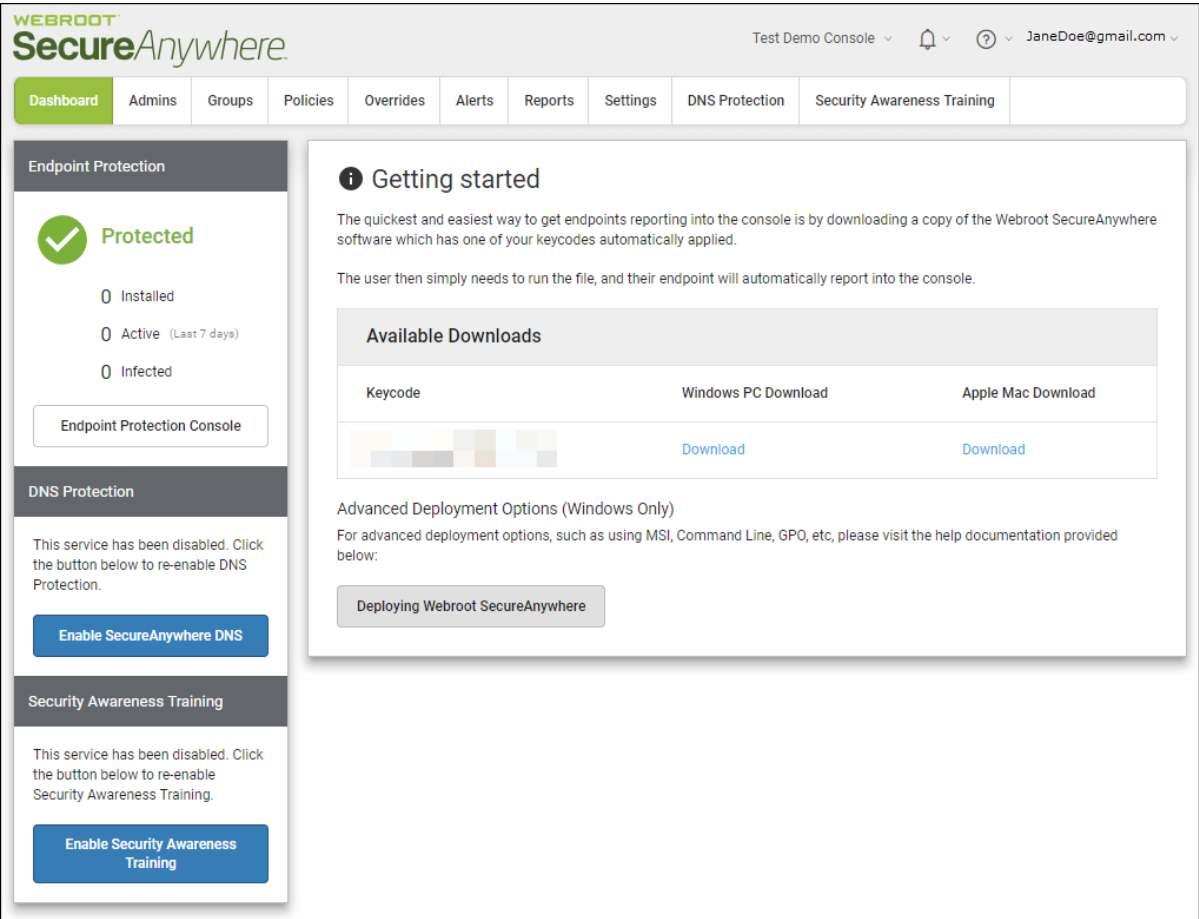 WEBROOT
SecureAnywhere.
Test Demo Console
JaneDoe@gmail.com
Dashboard
Admins
Groups
Policies
Overrides
Alerts
Reports
Settings
DNS Protection
Security Awareness Training
Endpoint Protection
Protected
0 Installed
0 Active (Last 7 days)
0 Infected
Endpoint Protection Console
DNS Protection
This service has been disabled. Click
the button below to re-enable DNS
Protection.
Enable SecureAnywhere DNS
Security Awareness Training
This service has been disabled. Click
the button below to re-enable
Security Awareness Training.
Enable Security Awareness
Training
Getting started
The quickest and easiest way to get endpoints reporting into the console is by downloading a copy of the Webroot SecureAnywhere
software which has one of your keycodes automatically applied.
The user then simply needs to run the file, and their endpoint will automatically report into the console.
Available Downloads
Keycode
Windows PC Download
Apple Mac Download
Download
Download
Advanced Deployment Options (Windows Only)
For advanced deployment options, such as using MSI, Command Line, GPO, etc, please visit the help documentation provided
below:
Deploying Webroot SecureAnywhere